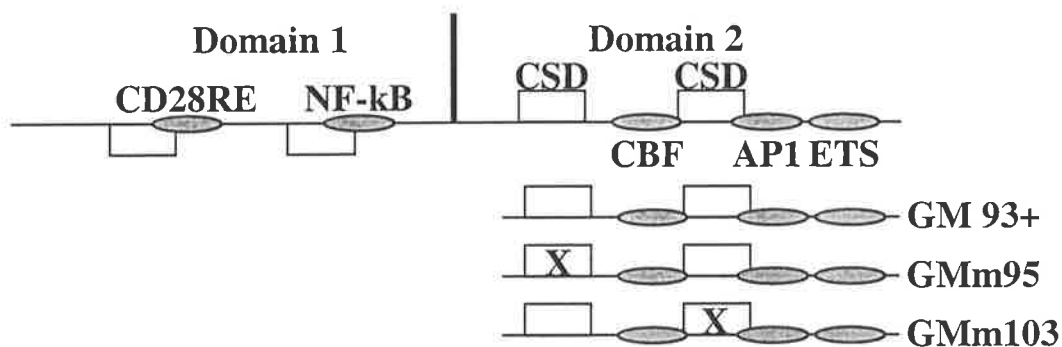 Domain 1 Domain 2
CSD CSD
CD28RE NF-kB
CBF AP1 ETS
GM 93+
X GMm95
X GMm103